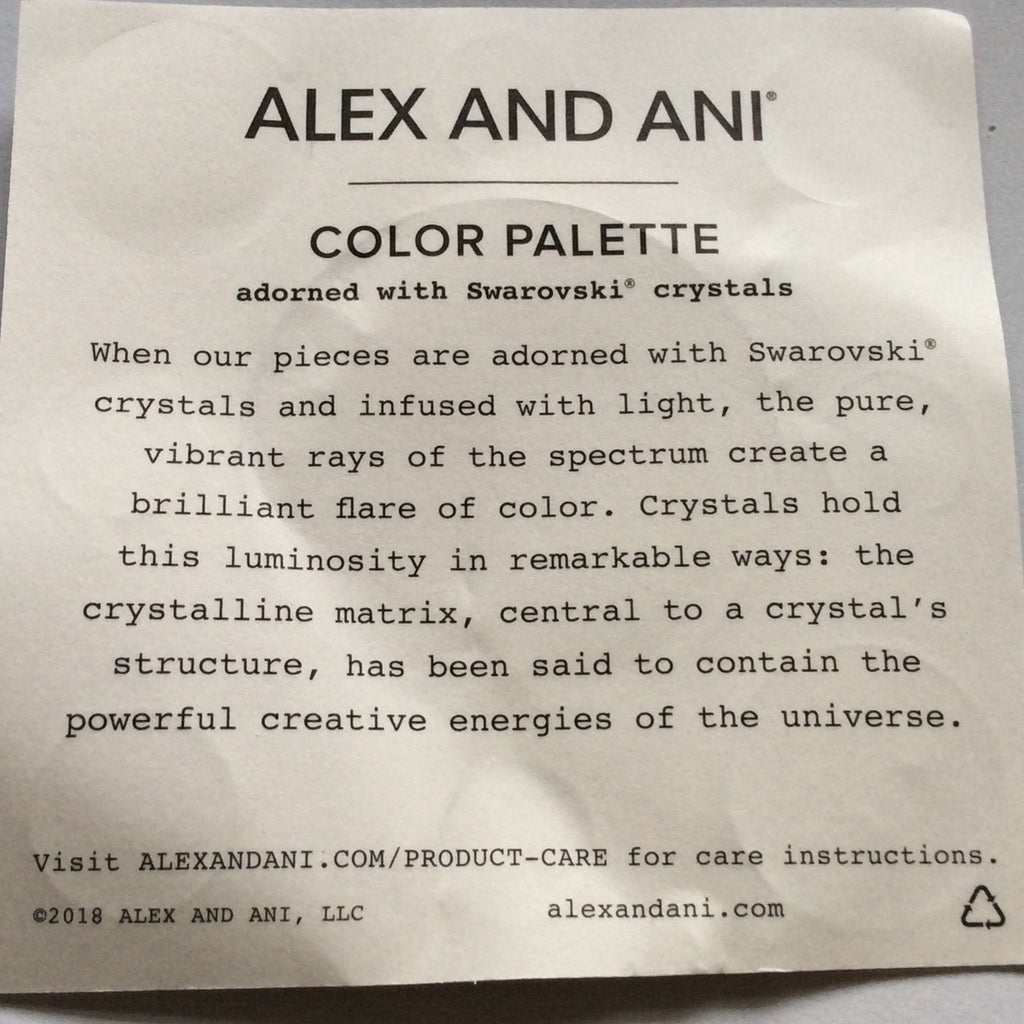 ALEX AND ANI®
COLOR PALETTE
adorned with Swarovski® crystals
When our pieces are adorned with Swarovski®
crystals and infused with light, the pure,
vibrant rays of the spectrum create a
brilliant flare of color. Crystals hold
this luminosity in remarkable ways: the
crystalline matrix, central to a crystal's
structure, has been said to contain the
powerful creative energies of the universe.
Visit ALEXANDANI.COM/PRODUCT-CARE for care instructions.
©2018 ALEX AND ANI, LLC alexandani.com